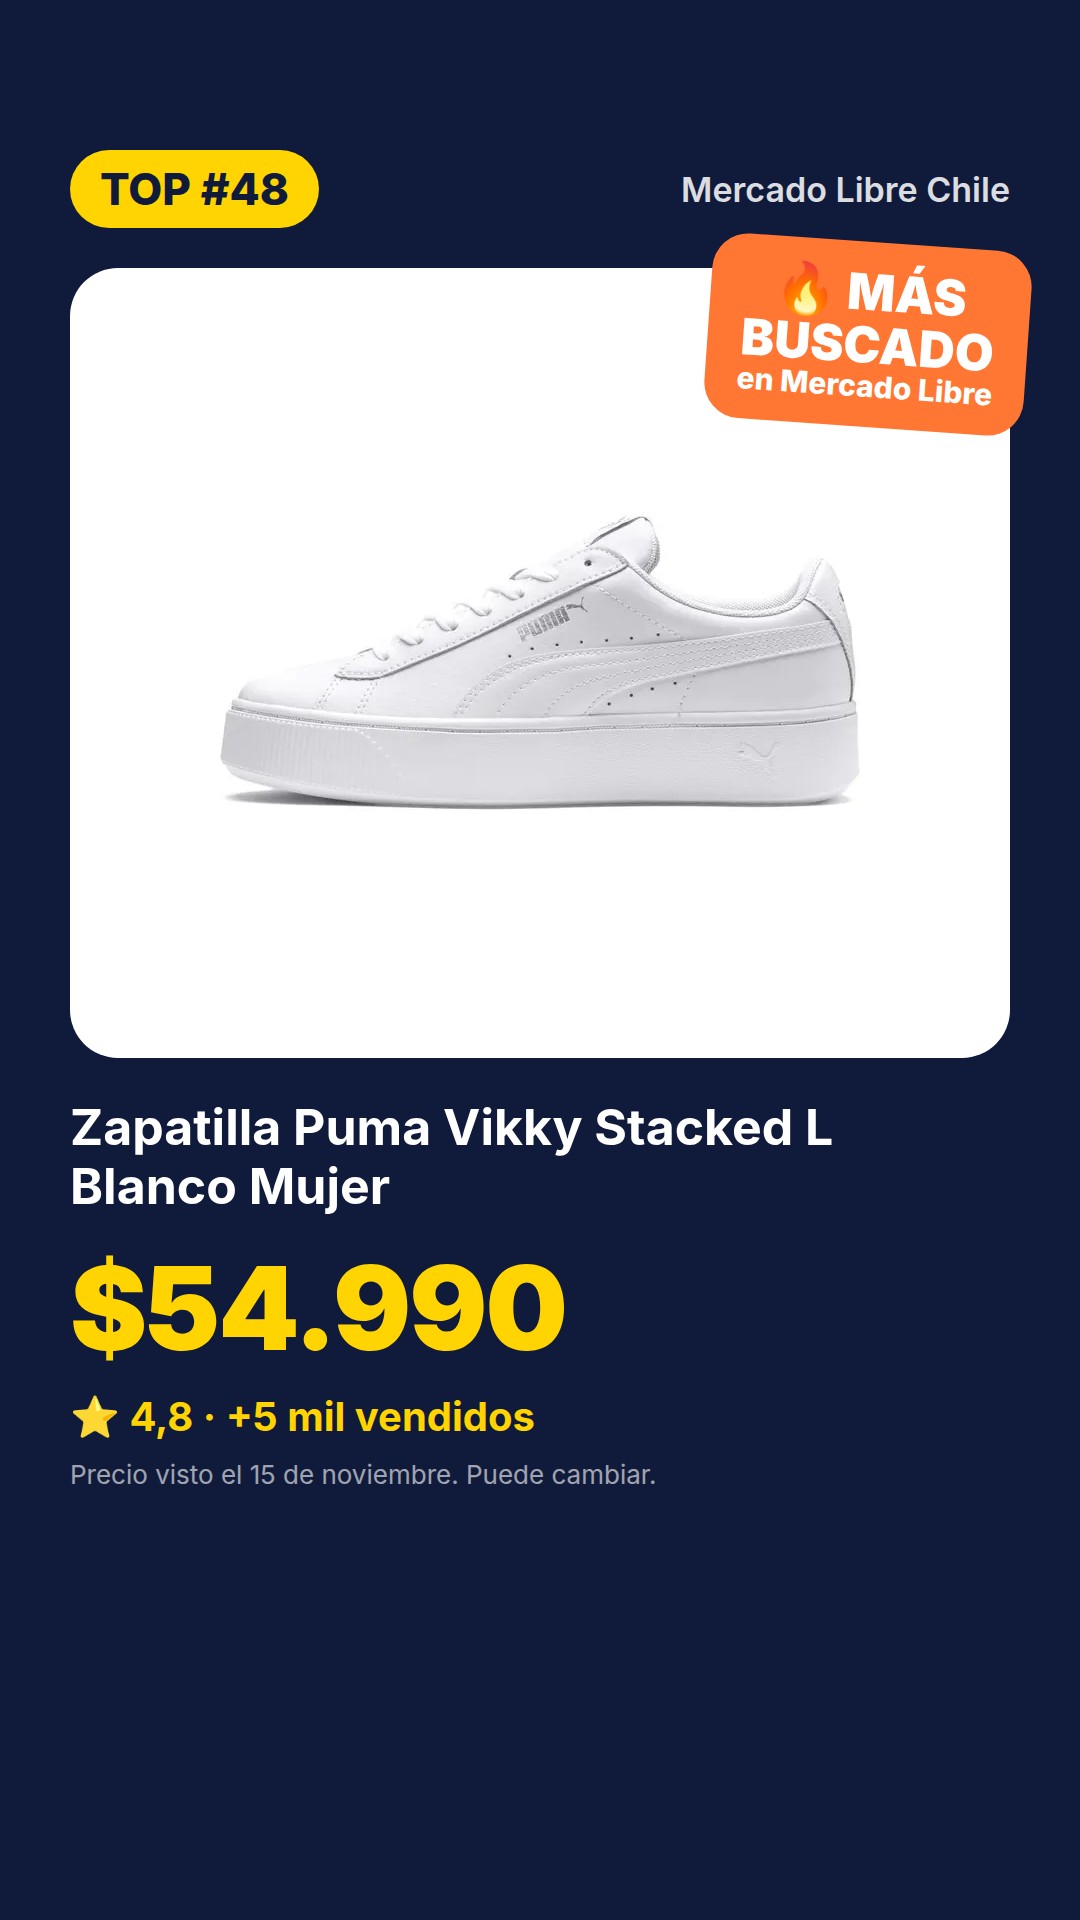 TOP #48
Mercado Libre Chile
🔥 MÁS
BUSCADO
en Mercado Libre
PUMA
Zapatilla Puma Vikky Stacked L
Blanco Mujer
$54.990
⭐ 4,8 · +5 mil vendidos
Precio visto el 15 de noviembre. Puede cambiar.